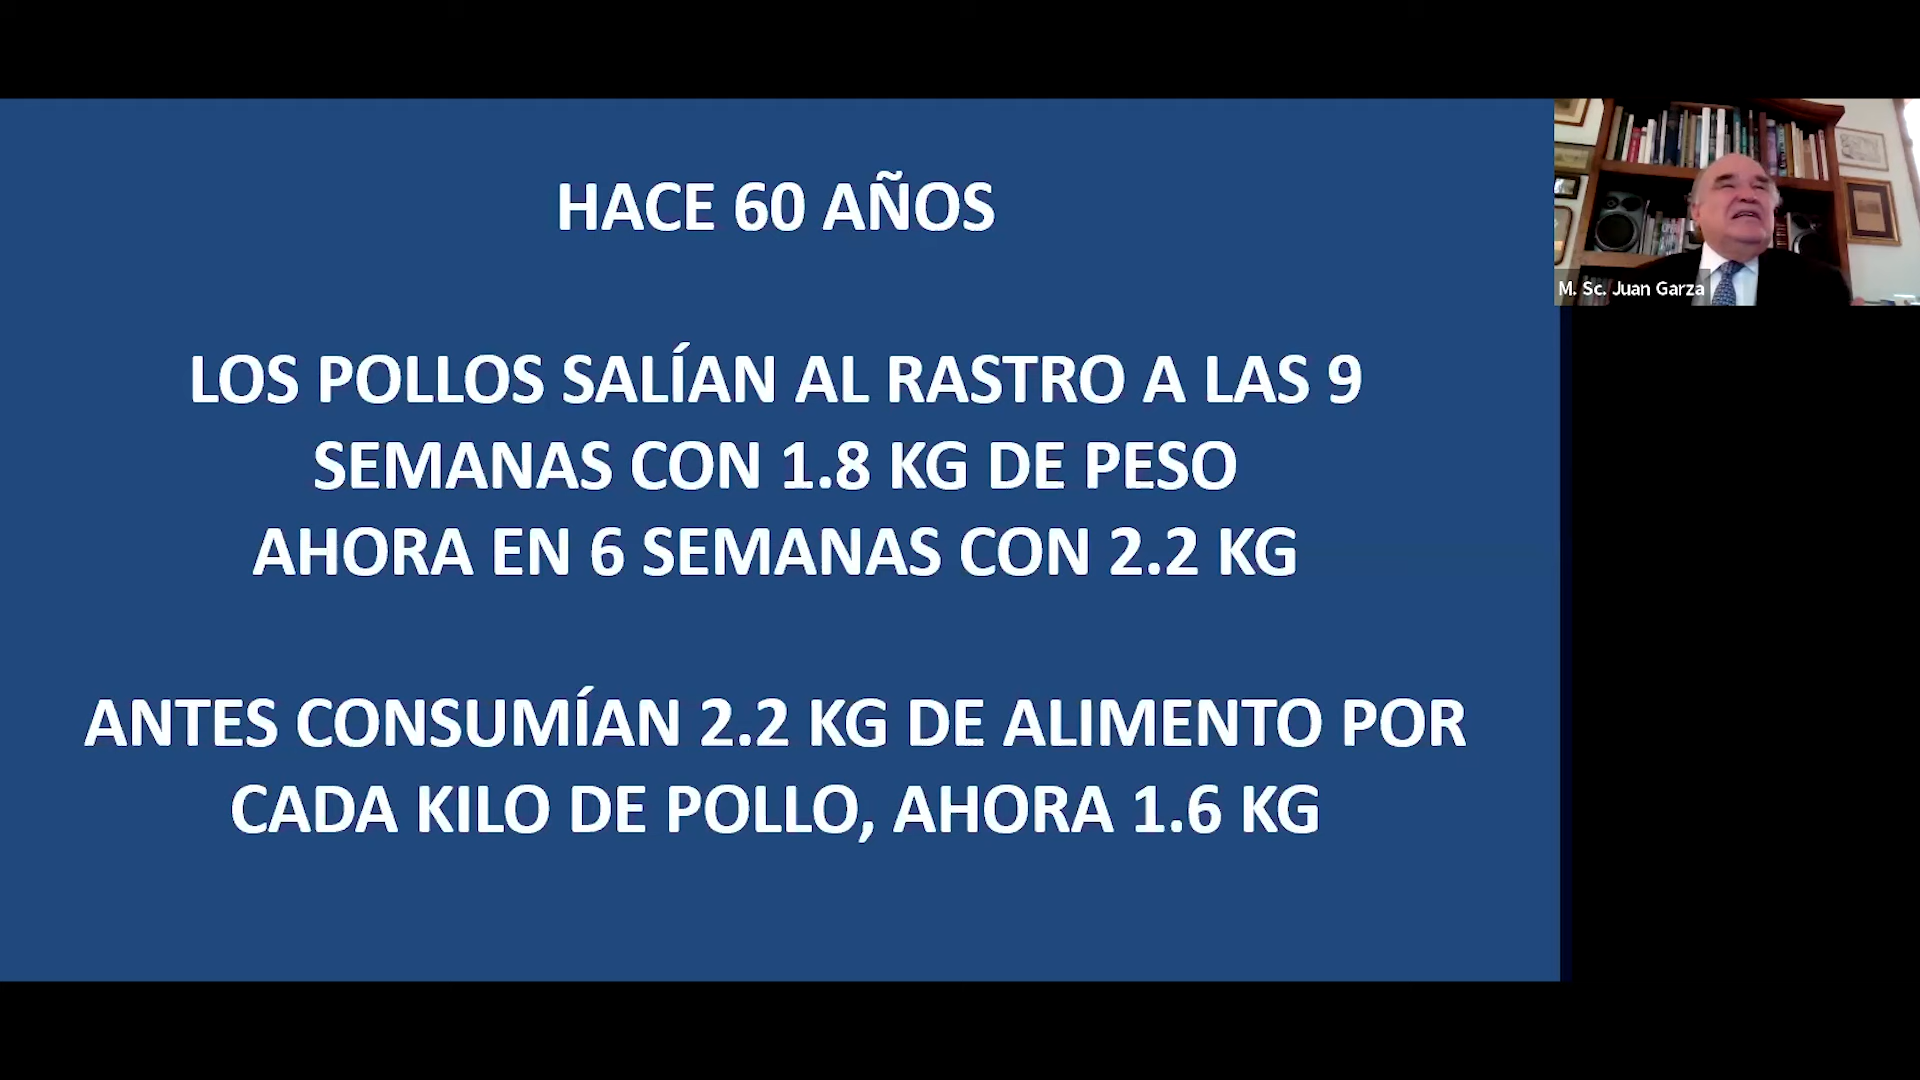 HACE 60 AÑOS
LOS POLLOS SALÍAN AL RASTRO A LAS 9
SEMANAS CON 1.8 KG DE PESO
AHORA EN 6 SEMANAS CON 2.2 KG
ANTES CONSUMÍAN 2.2 KG DE ALIMENTO POR
CADA KILO DE POLLO, AHORA 1.6 KG
M. Sc. Juan Garza